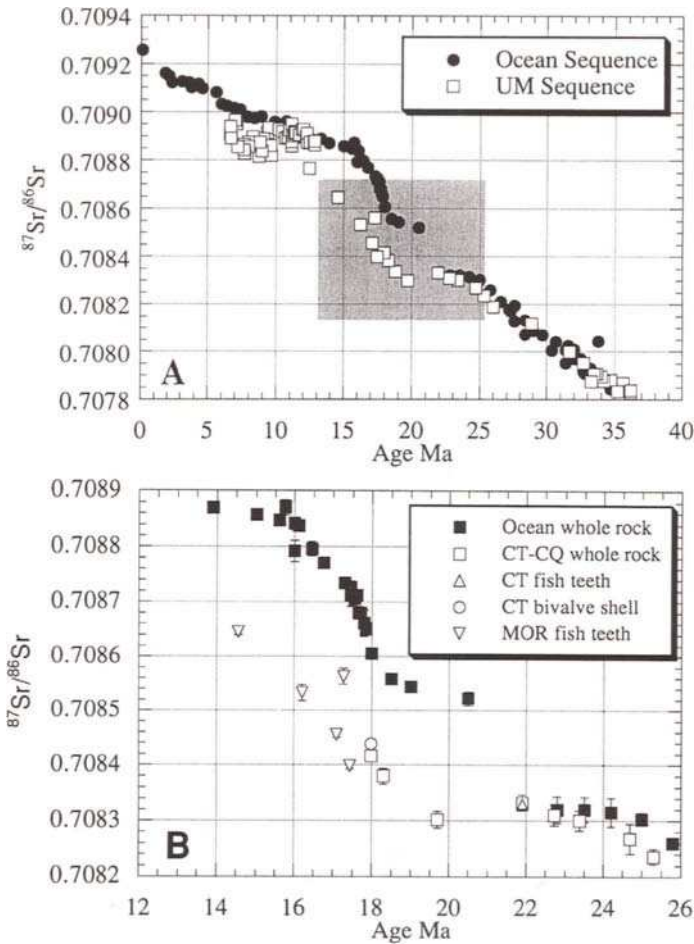 0.7094
0.7092
0.7090
0.7088
0.7086
0.7084
0.7082
0.7080
0.7078
⁸⁷Sr/⁸⁶Sr
Ocean Sequence
UM Sequence
A
0 5 10 15 20 25 30 35 40
Age Ma
0.7089
0.7088
0.7087
0.7086
0.7085
0.7084
0.7083
0.7082
⁸⁷Sr/⁸⁶Sr
Ocean whole rock
CT-CQ whole rock
CT fish teeth
CT bivalve shell
MOR fish teeth
B
12 14 16 18 20 22 24 26
Age Ma